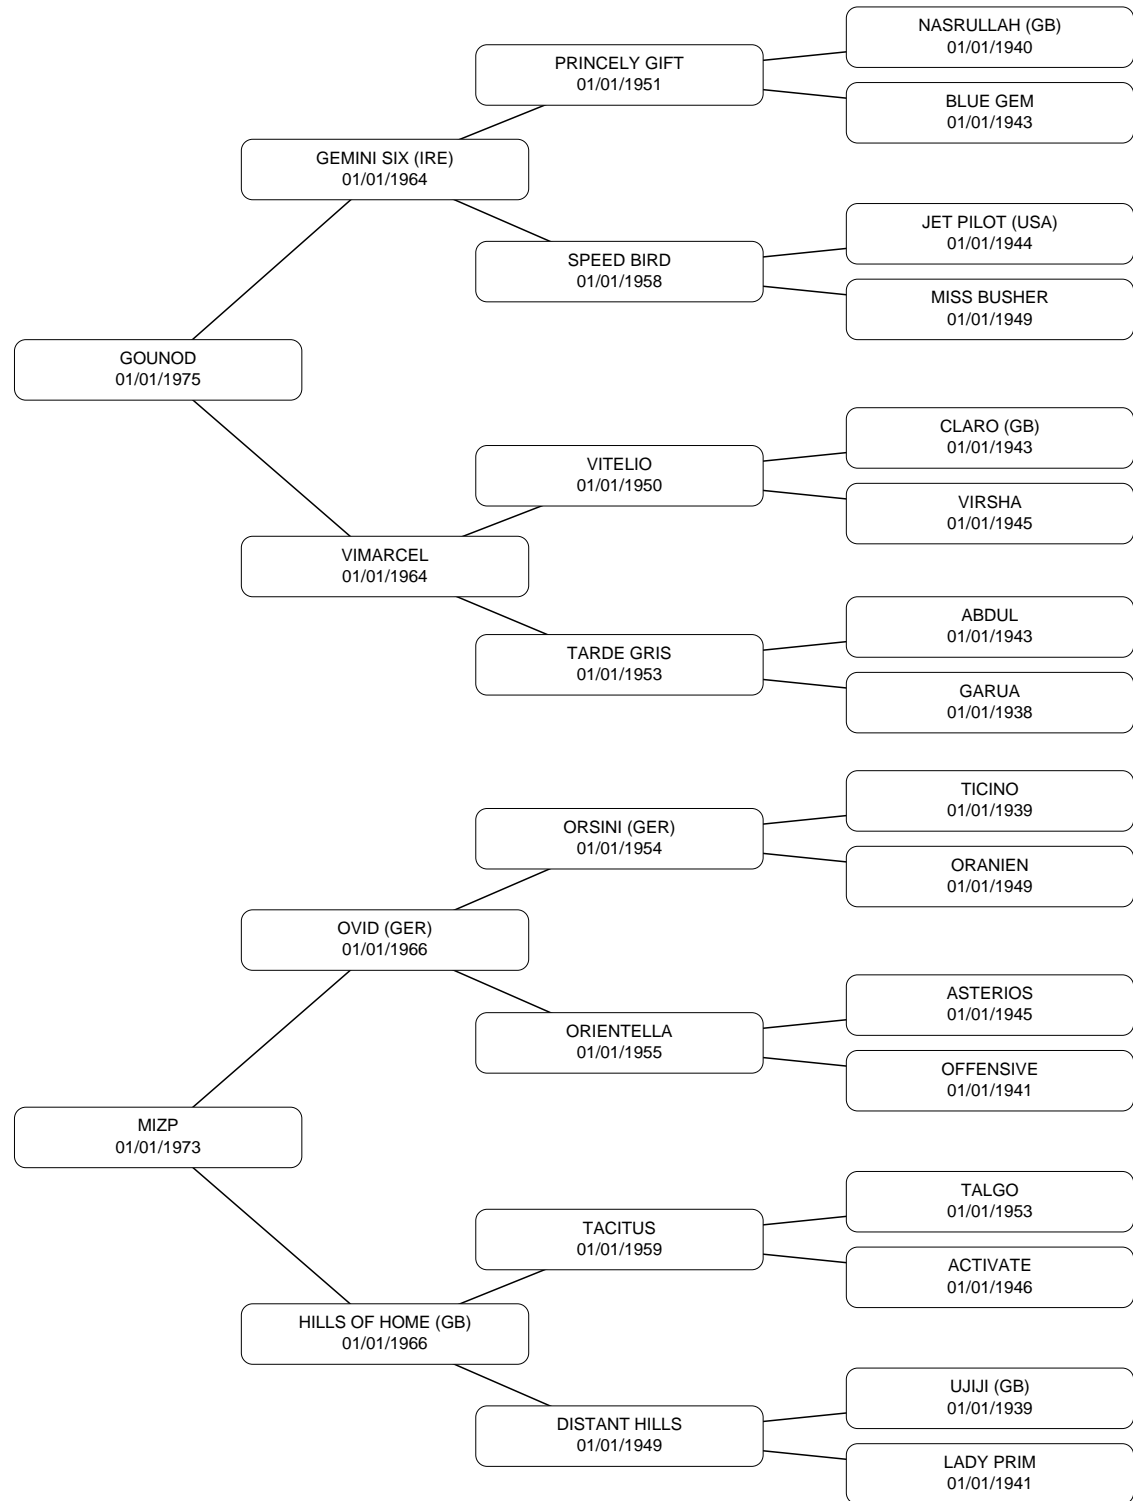 NASRULLAH (GB)
01/01/1940
PRINCELY GIFT
01/01/1951
BLUE GEM
01/01/1943
GEMINI SIX (IRE)
01/01/1964
JET PILOT (USA)
01/01/1944
SPEED BIRD
01/01/1958
MISS BUSHER
01/01/1949
GOUNOD
01/01/1975
CLARO (GB)
01/01/1943
VITELIO
01/01/1950
VIRSHA
01/01/1945
VIMARCEL
01/01/1964
ABDUL
01/01/1943
TARDE GRIS
01/01/1953
GARUA
01/01/1938
TICINO
01/01/1939
ORSINI (GER)
01/01/1954
ORANIEN
01/01/1949
OVID (GER)
01/01/1966
ASTERIOS
01/01/1945
ORIENTELLA
01/01/1955
OFFENSIVE
01/01/1941
MIZP
01/01/1973
TALGO
01/01/1953
TACITUS
01/01/1959
ACTIVATE
01/01/1946
HILLS OF HOME (GB)
01/01/1966
UJIJI (GB)
01/01/1939
DISTANT HILLS
01/01/1949
LADY PRIM
01/01/1941